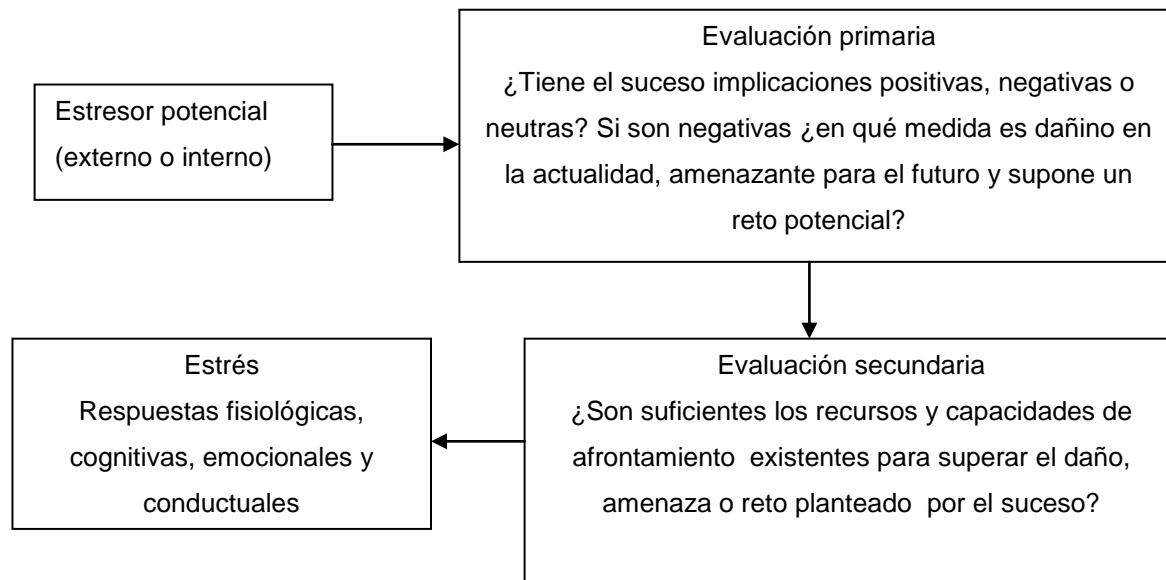 Estresor potencial
(externo o interno)
Evaluación primaria
¿Tiene el suceso implicaciones positivas, negativas o
neutras? Si son negativas ¿en qué medida es dañino en
la actualidad, amenazante para el futuro y supone un
reto potencial?
Evaluación secundaria
¿Son suficientes los recursos y capacidades de
afrontamiento existentes para superar el daño,
amenaza o reto planteado por el suceso?
Estrés
Respuestas fisiológicas,
cognitivas, emocionales y
conductuales